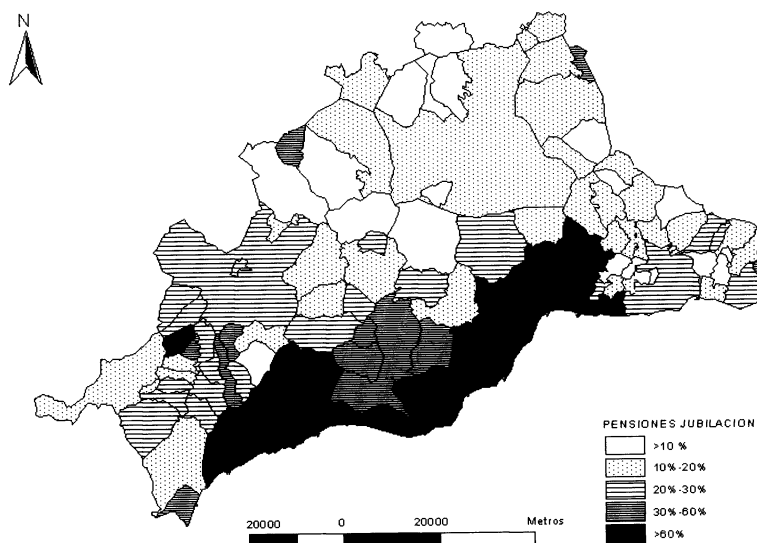 N
PENSIONES JUBILACION
>10 %
10%-20%
20%-30%
30%-60%
>60%
20000 0 20000 Metros